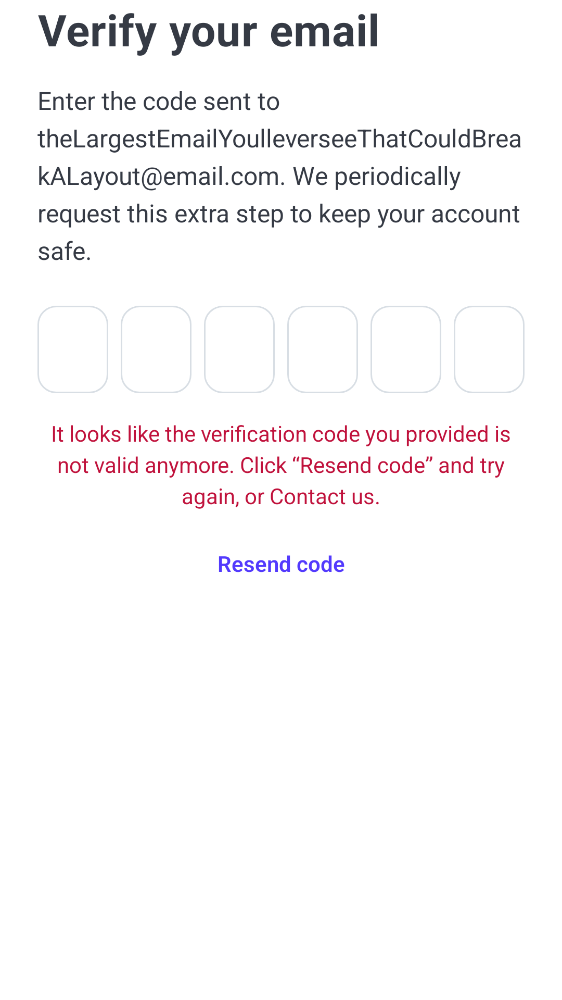 Verify your email
Enter the code sent to
theLargestEmailYoulleverseeThatCouldBrea
kALayout@email.com. We periodically
request this extra step to keep your account
safe.
It looks like the verification code you provided is
not valid anymore. Click “Resend code” and try
again, or Contact us.
Resend code